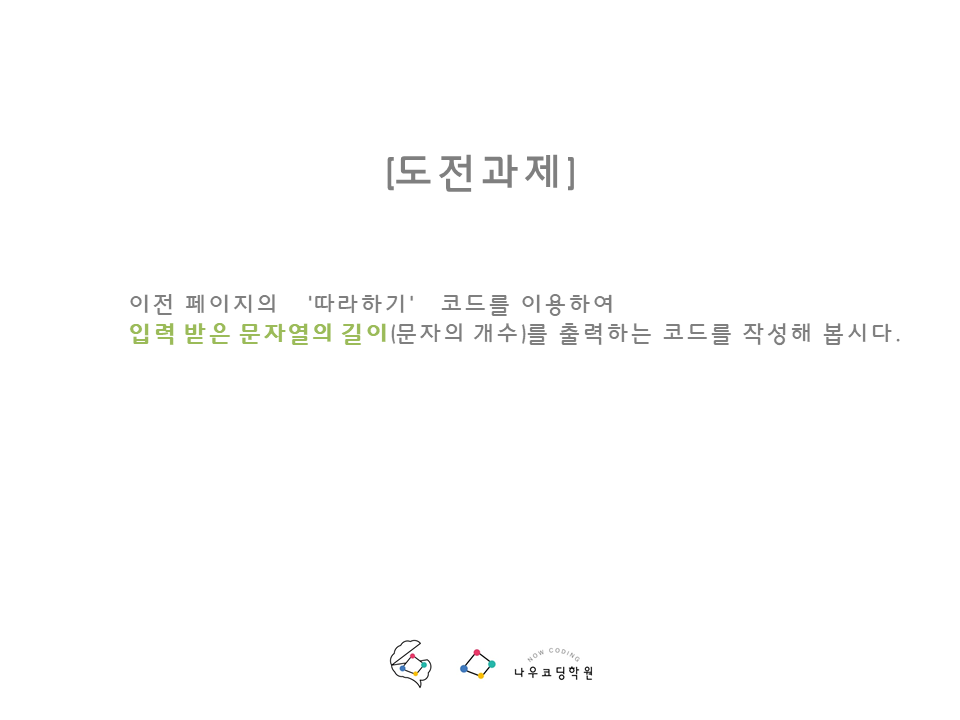 [도전과제]
이전 페이지의 '따라하기' 코드를 이용하여
입력 받은 문자열의 길이(문자의 개수)를 출력하는 코드를 작성해 봅시다.
NOW CODING
나우코딩학원